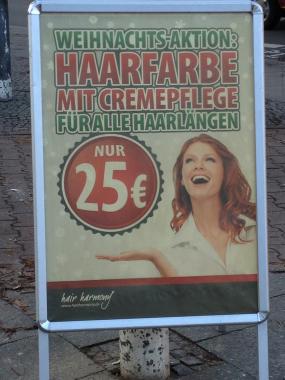 WEIHNACHTS-AKTION:
HAARFARBE
MIT CREMEPFLEGE
FÜR ALLE HAARLÄNGEN
NUR
25€
hair harmony